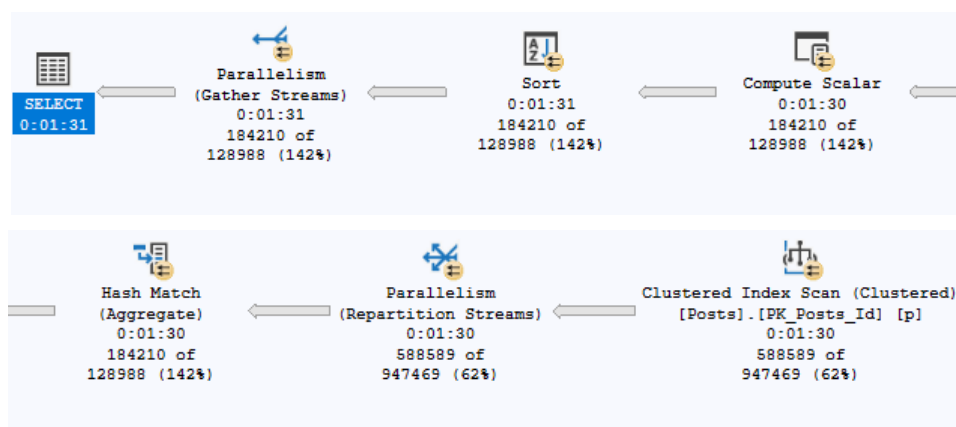 SELECT
0:01:31
Parallelism
(Gather Streams)
0:01:31
184210 of
128988 (142%)
Sort
0:01:31
184210 of
128988 (142%)
Compute Scalar
0:01:30
184210 of
128988 (142%)
Hash Match
(Aggregate)
0:01:30
184210 of
128988 (142%)
Parallelism
(Repartition Streams)
0:01:30
588589 of
947469 (62%)
Clustered Index Scan (Clustered)
[Posts].[PK_Posts_Id] [p]
0:01:30
588589 of
947469 (62%)